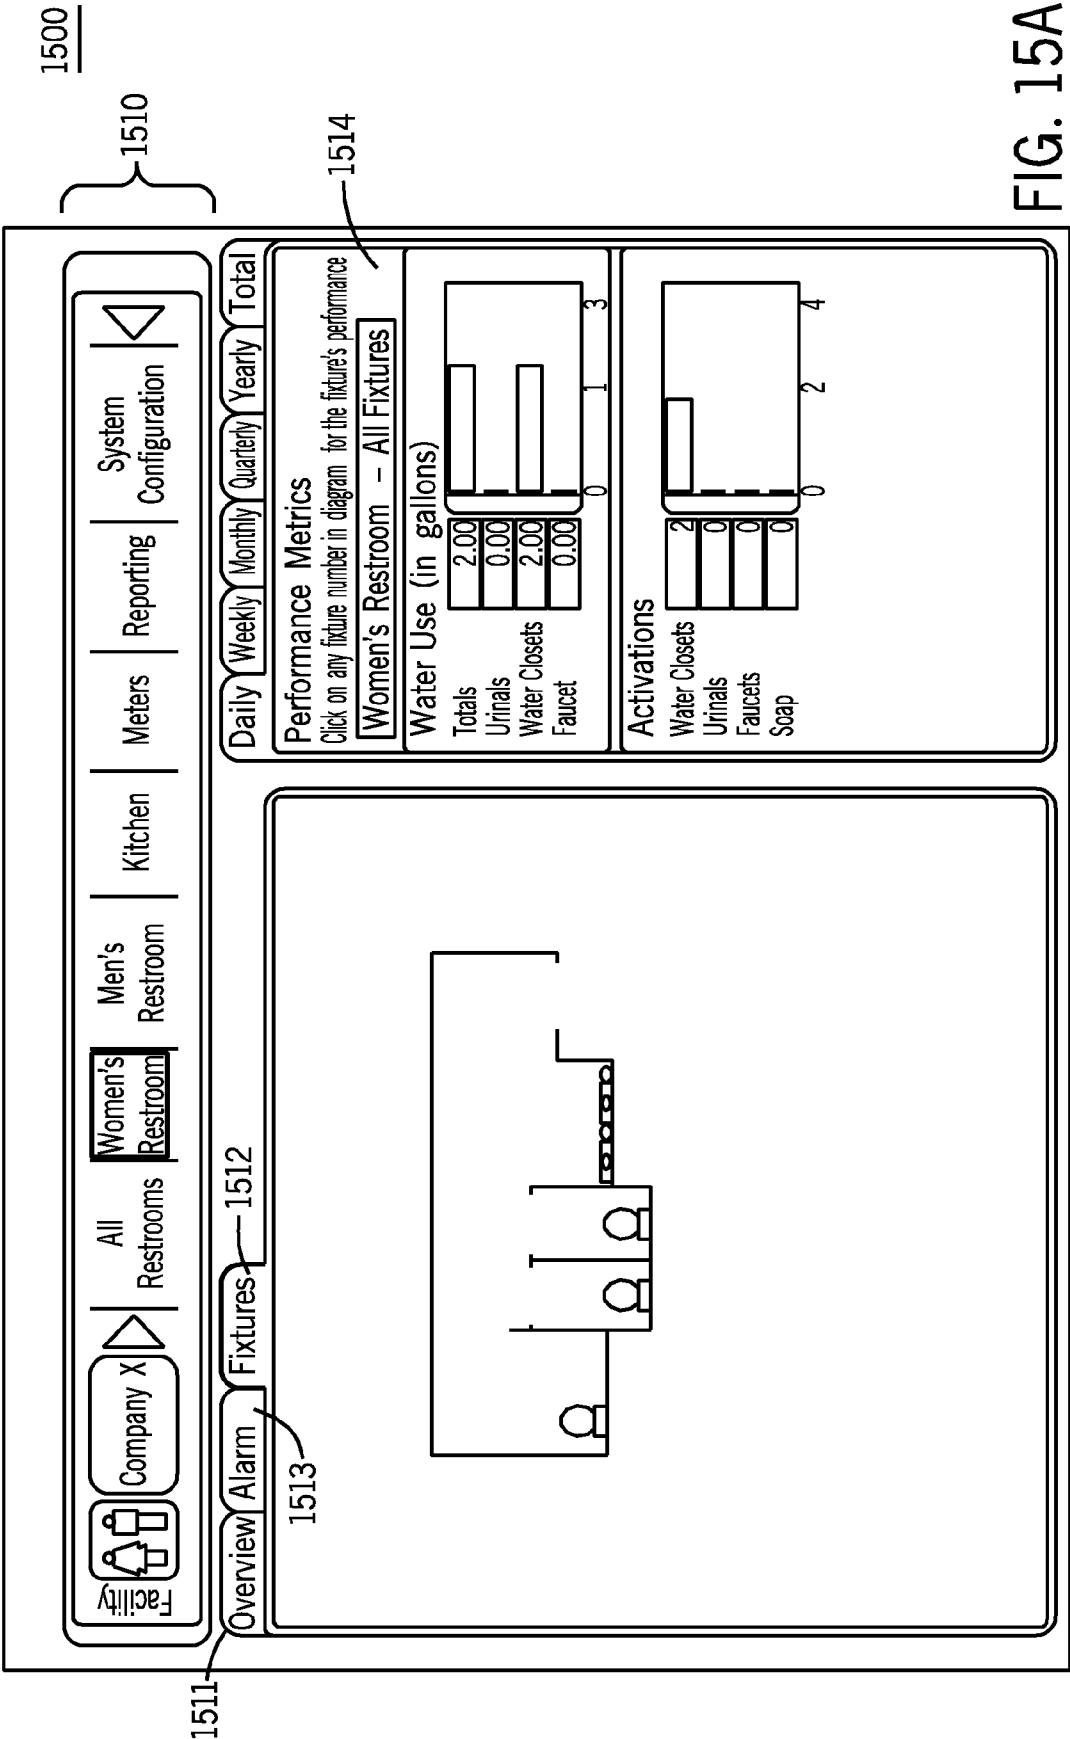 1500
1510
Facility
Company X
All
Restrooms
Women's
Restroom
Men's
Restroom
Kitchen
Meters
Reporting
System
Configuration
1511
Overview
Alarm
Fixtures
1512
1513
Daily
Weekly
Monthly
Quarterly
Yearly
Total
1514
Performance Metrics
Click on any fixture number in diagram for the fixture's performance
Women's Restroom – All Fixtures
Water Use (in gallons)
Totals 2.00
Urinals 0.00
Water Closets 2.00
Faucet 0.00
0 1 3
Activations
Water Closets 2
Urinals 0
Faucets 0
Soap 0
0 2 4
FIG. 15A